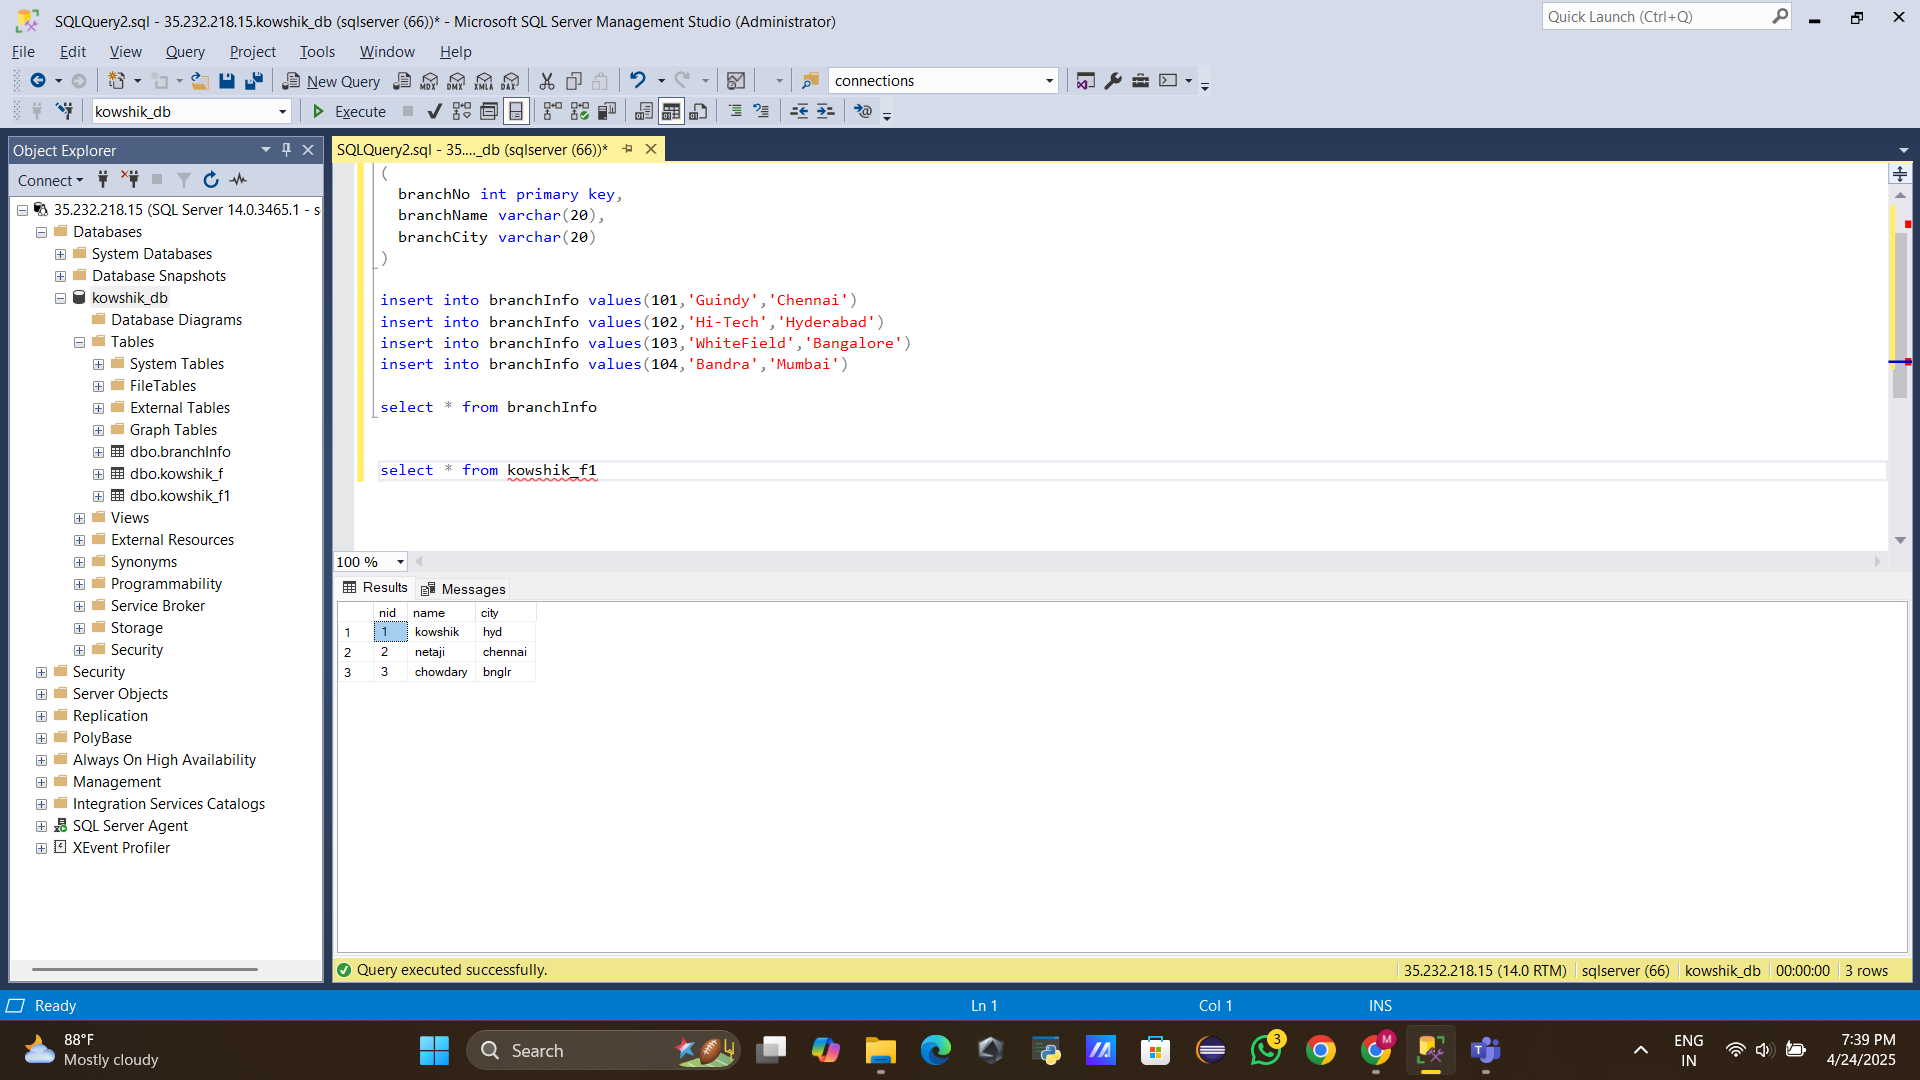 SQLQuery2.sql - 35.232.218.15.kowshik_db (sqlserver (66))* - Microsoft SQL Server Management Studio (Administrator)
Quick Launch (Ctrl+Q)
File Edit View Query Project Tools Window Help
New Query MDX DMX XMLA DAX connections
kowshik_db Execute
Object Explorer
SQLQuery2.sql - 35...._db (sqlserver (66))*
Connect
35.232.218.15 (SQL Server 14.0.3465.1 - s
Databases
System Databases
Database Snapshots
kowshik_db
Database Diagrams
Tables
System Tables
FileTables
External Tables
Graph Tables
dbo.branchInfo
dbo.kowshik_f
dbo.kowshik_f1
Views
External Resources
Synonyms
Programmability
Service Broker
Storage
Security
Security
Server Objects
Replication
PolyBase
Always On High Availability
Management
Integration Services Catalogs
SQL Server Agent
XEvent Profiler
(
branchNo int primary key,
branchName varchar(20),
branchCity varchar(20)
)
insert into branchInfo values(101,'Guindy','Chennai')
insert into branchInfo values(102,'Hi-Tech','Hyderabad')
insert into branchInfo values(103,'WhiteField','Bangalore')
insert into branchInfo values(104,'Bandra','Mumbai')
select * from branchInfo
select * from kowshik_f1
100 %
Results Messages
nid name city
1 1 kowshik hyd
2 2 netaji chennai
3 3 chowdary bnglr
Query executed successfully. 35.232.218.15 (14.0 RTM) sqlserver (66) kowshik_db 00:00:00 3 rows
Ready Ln 1 Col 1 INS
88°F
Mostly cloudy
Search
3
M
ENG
IN
7:39 PM
4/24/2025